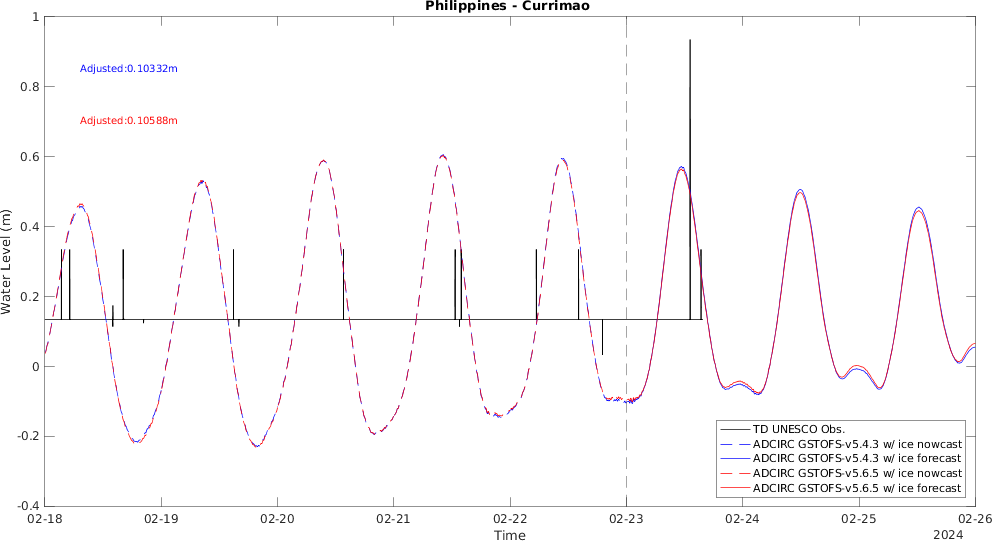 Philippines - Currimao
Adjusted:0.10332m
Adjusted:0.10588m
Water Level (m)
1
0.8
0.6
0.4
0.2
0
-0.2
-0.4
TD UNESCO Obs.
ADCIRC GSTOFS-v5.4.3 w/ ice nowcast
ADCIRC GSTOFS-v5.4.3 w/ ice forecast
ADCIRC GSTOFS-v5.6.5 w/ ice nowcast
ADCIRC GSTOFS-v5.6.5 w/ ice forecast
02-18 02-19 02-20 02-21 02-22 02-23 02-24 02-25 02-26
Time
2024